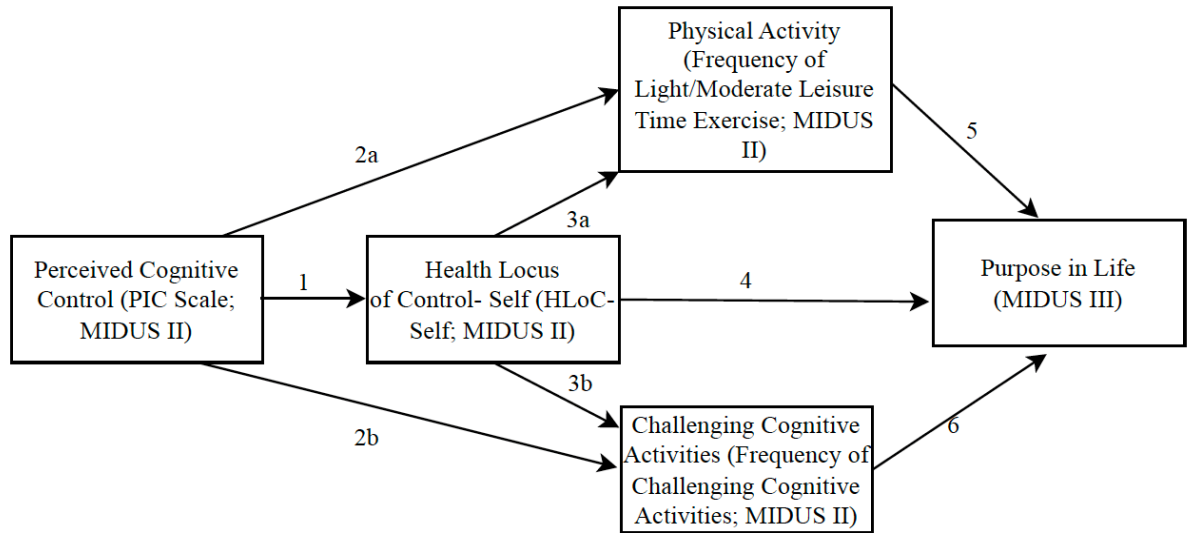 Physical Activity
(Frequency of
Light/Moderate Leisure
Time Exercise; MIDUS
II)
5
2a
3a
Perceived Cognitive
Control (PIC Scale;
MIDUS II)
1
Health Locus
of Control- Self (HLoC-
Self; MIDUS II)
4
Purpose in Life
(MIDUS III)
3b
2b
Challenging Cognitive
Activities (Frequency of
Challenging Cognitive
Activities; MIDUS II)
6